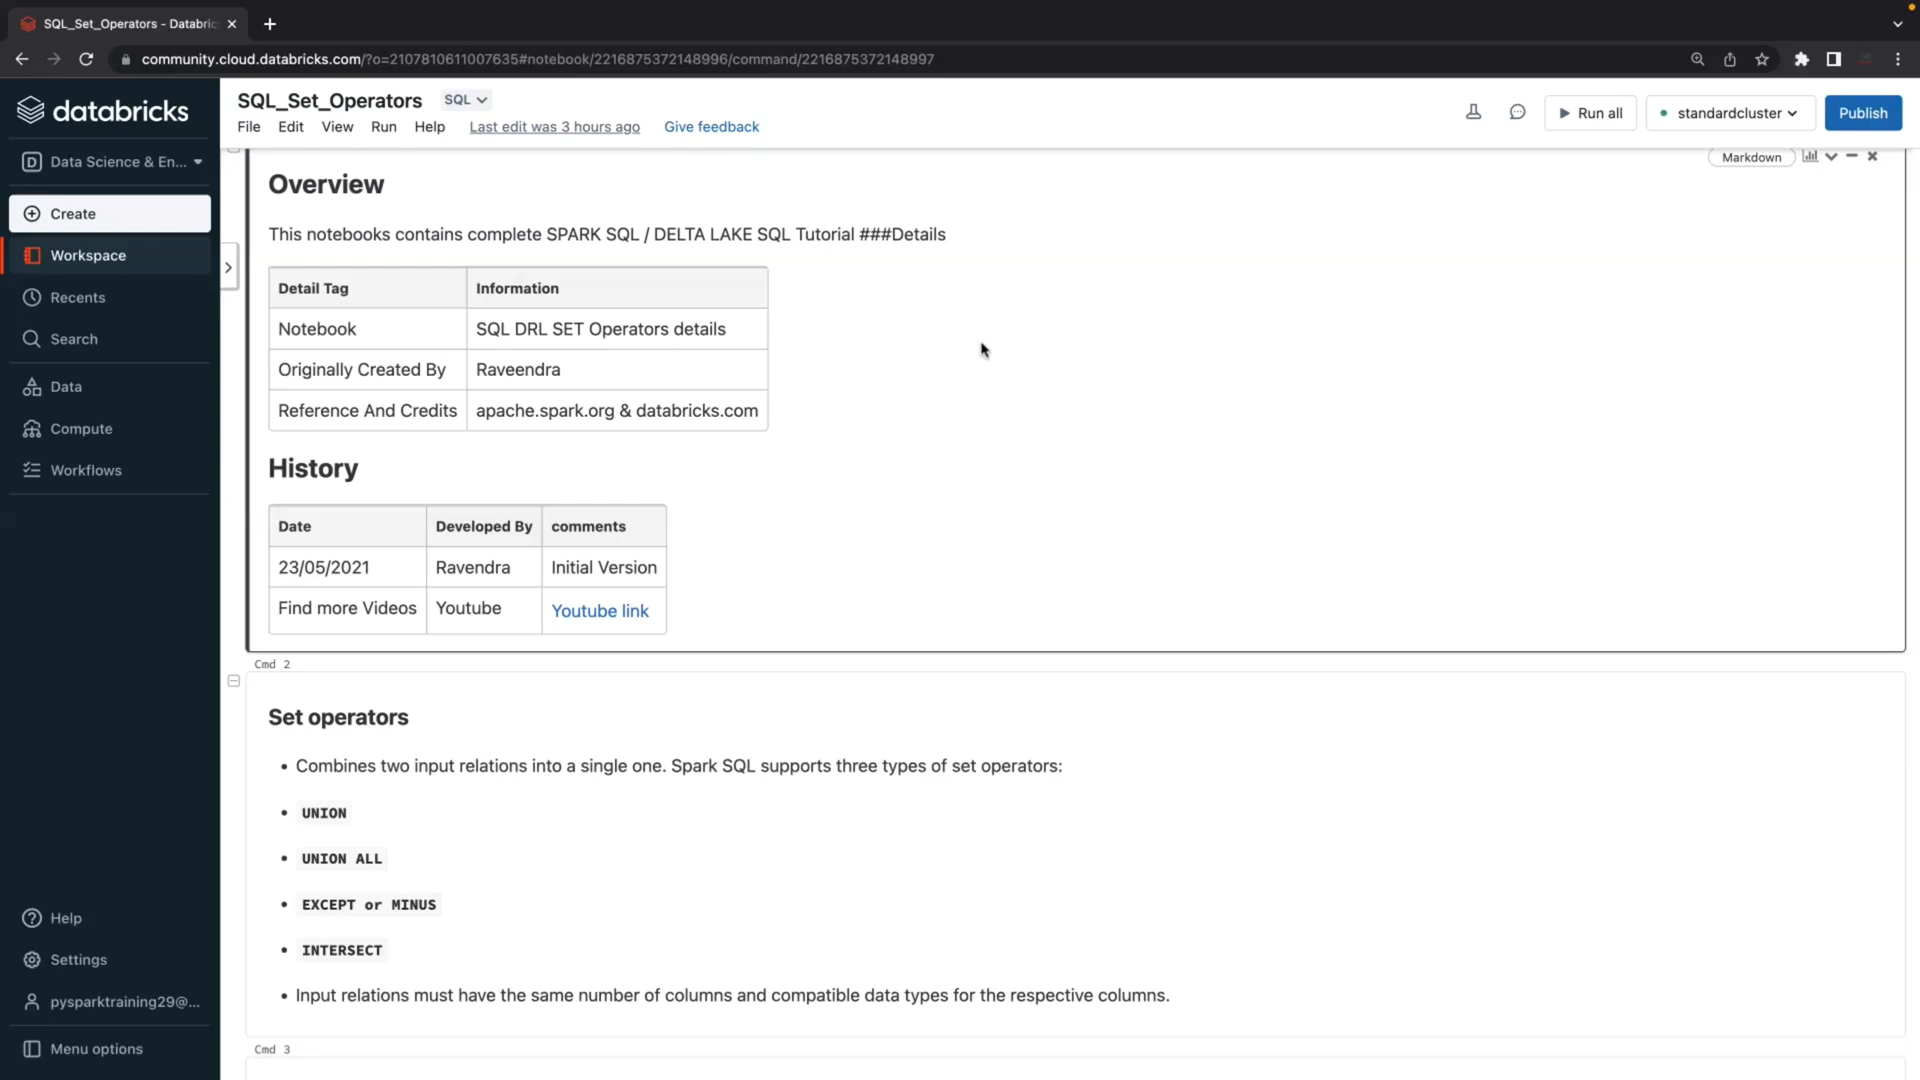 SQL_Set_Operators - Databric
community.cloud.databricks.com/?o=2107810611007635#notebook/2216875372148996/command/2216875372148997
databricks
Data Science & En...
Create
Workspace
Recents
Search
Data
Compute
Workflows
Help
Settings
pysparktraining29@...
Menu options
SQL_Set_Operators SQL
File Edit View Run Help Last edit was 3 hours ago Give feedback
Run all standardcluster Publish
Markdown
Overview
This notebooks contains complete SPARK SQL / DELTA LAKE SQL Tutorial ###Details
Detail Tag Information
Notebook SQL DRL SET Operators details
Originally Created By Raveendra
Reference And Credits apache.spark.org & databricks.com
History
Date Developed By comments
23/05/2021 Ravendra Initial Version
Find more Videos Youtube Youtube link
Cmd 2
Set operators
• Combines two input relations into a single one. Spark SQL supports three types of set operators:
• UNION
• UNION ALL
• EXCEPT or MINUS
• INTERSECT
• Input relations must have the same number of columns and compatible data types for the respective columns.
Cmd 3